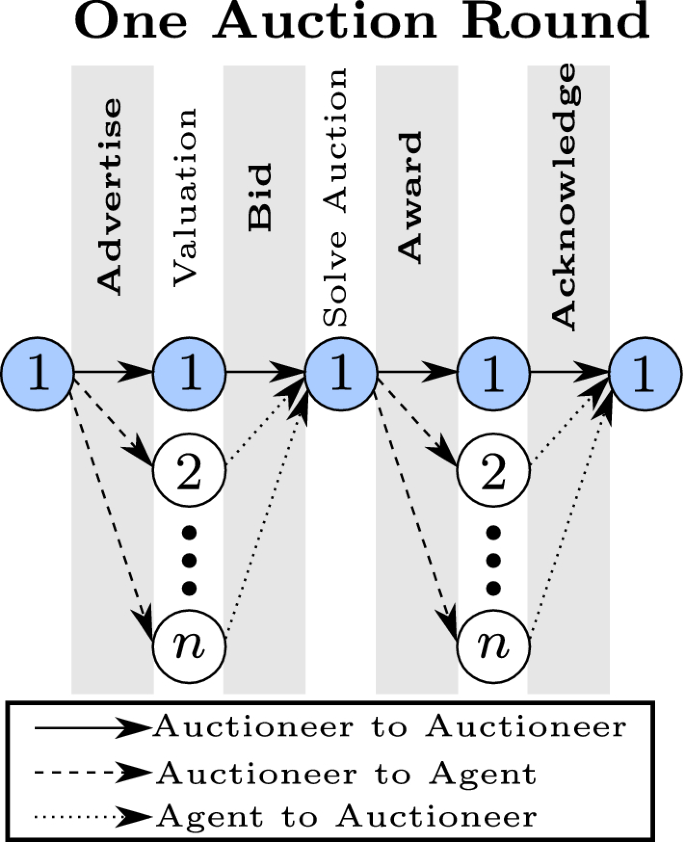 One Auction Round
Advertise
Valuation
Bid
Solve Auction
Award
Acknowledge
1
1
1
1
1
2
2
n
n
Auctioneer to Auctioneer
Auctioneer to Agent
Agent to Auctioneer